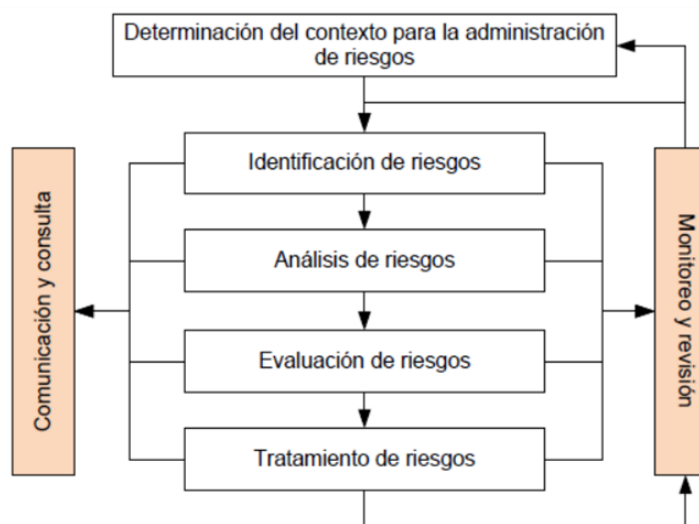 Determinación del contexto para la administración
de riesgos
Identificación de riesgos
Análisis de riesgos
Evaluación de riesgos
Tratamiento de riesgos
Comunicación y consulta
Monitoreo y revisión